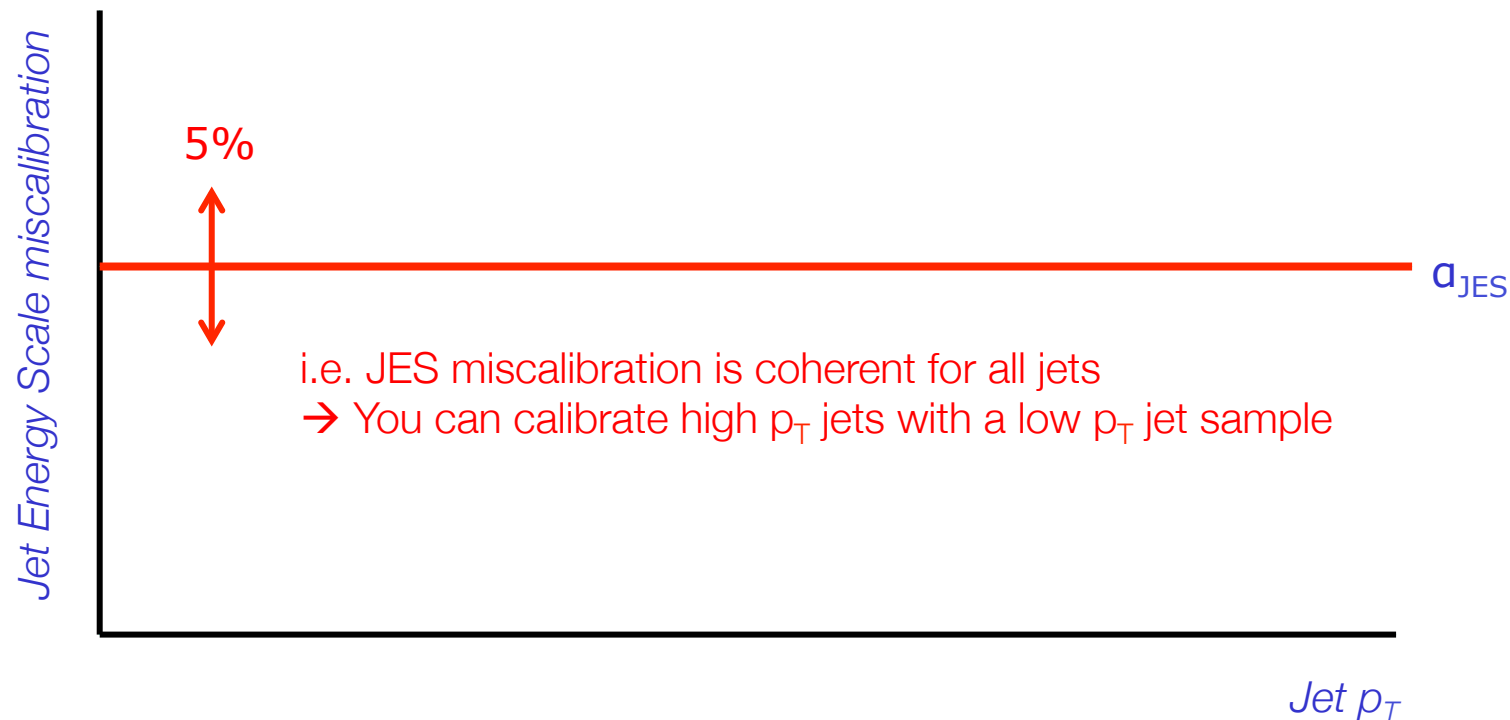 Jet Energy Scale miscalibration
5%
ɑJES
i.e. JES miscalibration is coherent for all jets
→ You can calibrate high pT jets with a low pT jet sample
Jet pT